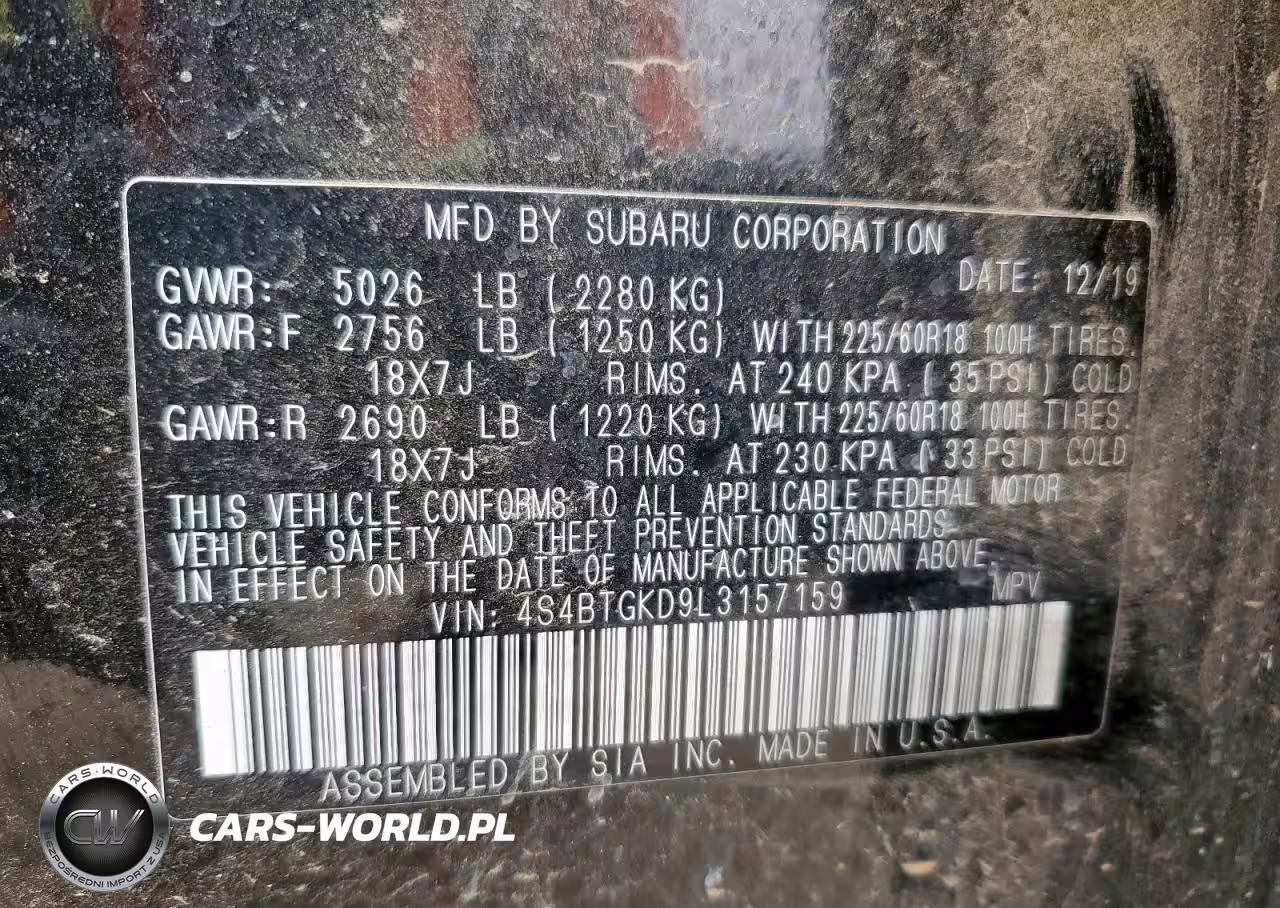 MFD BY SUBARU CORPORATION
DATE: 12/19
GVWR: 5026 LB ( 2280 KG)
GAWR:F 2756 LB ( 1250 KG) WITH 225/60R18 100H TIRES.
18X7J RIMS. AT 240 KPA ( 35 PSI) COLD
GAWR:R 2690 LB ( 1220 KG) WITH 225/60R18 100H TIRES.
18X7J RIMS. AT 230 KPA ( 33 PSI) COLD
THIS VEHICLE CONFORMS TO ALL APPLICABLE FEDERAL MOTOR
VEHICLE SAFETY AND THEFT PREVENTION STANDARDS
IN EFFECT ON THE DATE OF MANUFACTURE SHOWN ABOVE.
VIN: 4S4BTGKD9L3157159 MPV
ASSEMBLED BY SIA INC. MADE IN U.S.A.
CARS-WORLD
CW
BEZPOŚREDNI IMPORT Z USA
CARS-WORLD.PL